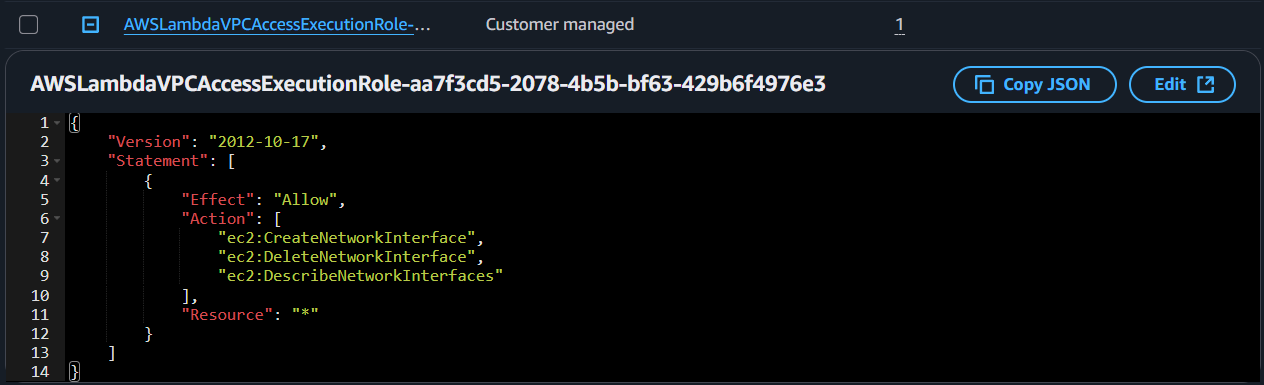 AWSLambdaVPCAccessExecutionRole-... Customer managed 1
AWSLambdaVPCAccessExecutionRole-aa7f3cd5-2078-4b5b-bf63-429b6f4976e3 Copy JSON Edit
1 {
2 "Version": "2012-10-17",
3 "Statement": [
4 {
5 "Effect": "Allow",
6 "Action": [
7 "ec2:CreateNetworkInterface",
8 "ec2:DeleteNetworkInterface",
9 "ec2:DescribeNetworkInterfaces"
10 ],
11 "Resource": "*"
12 }
13 ]
14 }